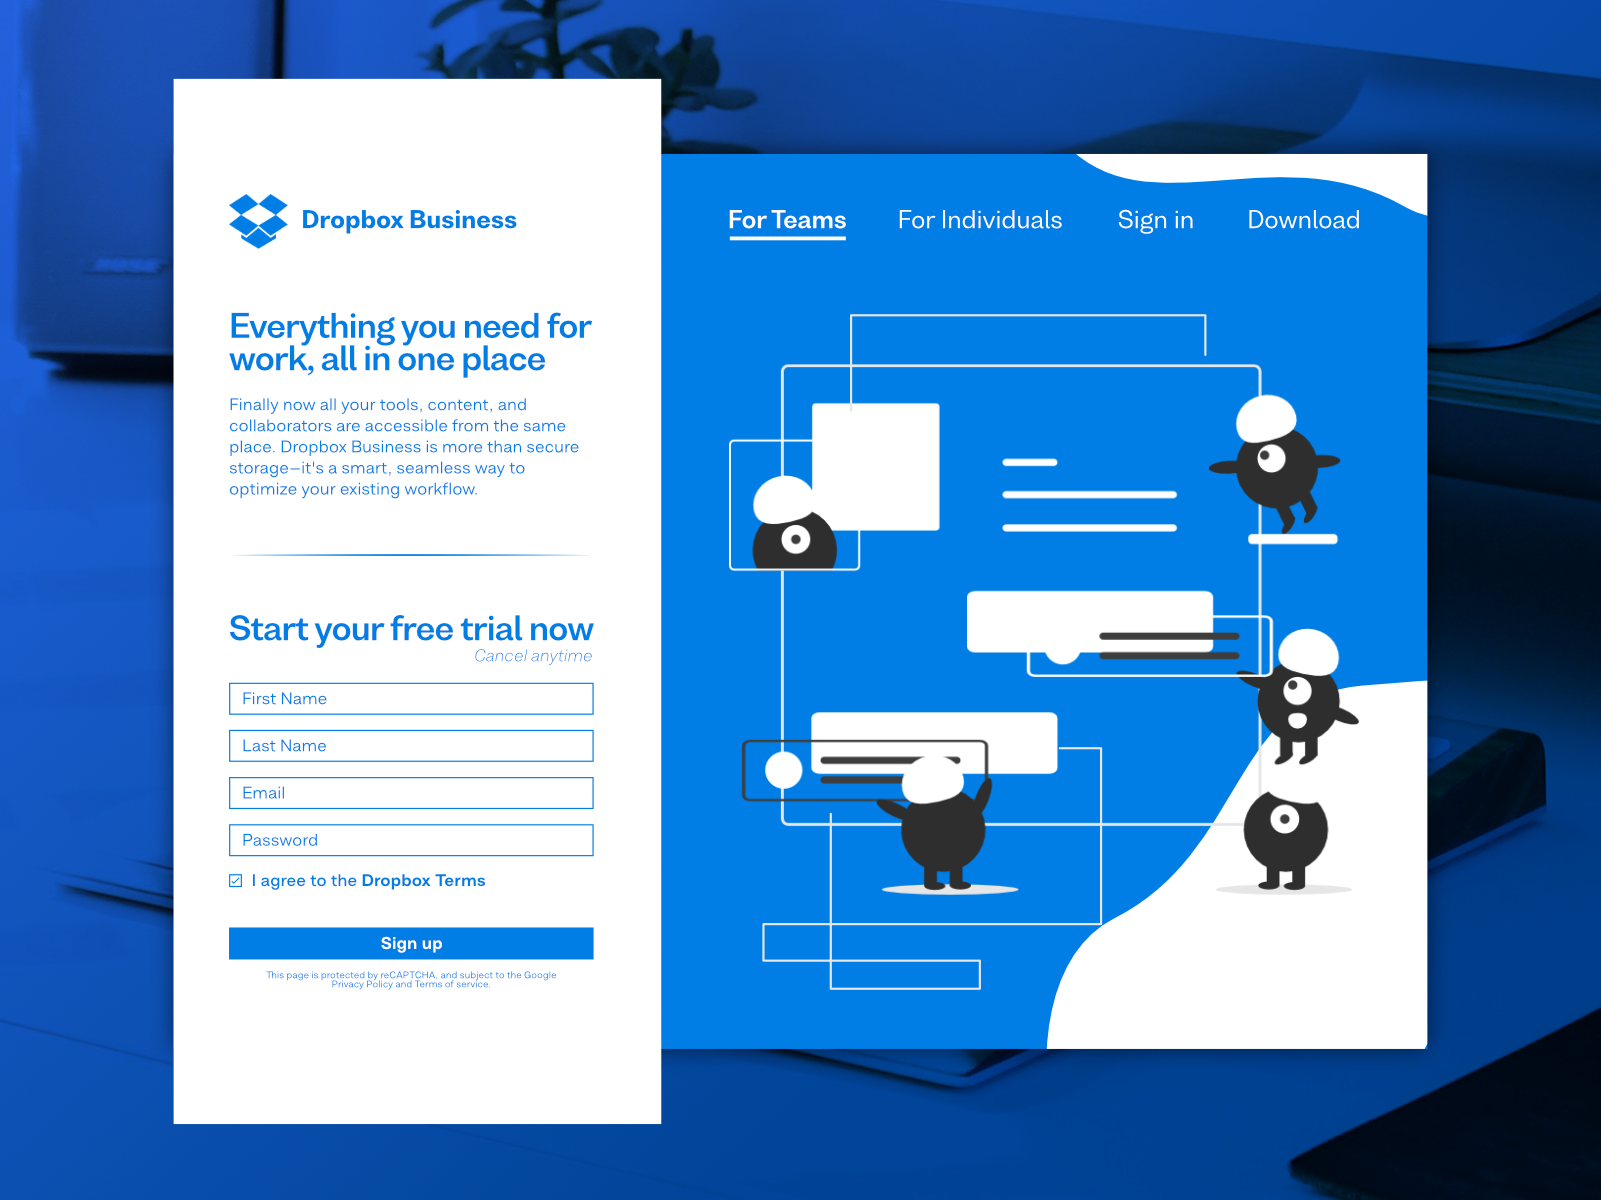 BOSE
Dropbox Business
For Teams
For Individuals
Sign in
Download
Everything you need for
work, all in one place
Finally now all your tools, content, and
collaborators are accessible from the same
place. Dropbox Business is more than secure
storage—it's a smart, seamless way to
optimize your existing workflow.
Start your free trial now
Cancel anytime
First Name
Last Name
Email
Password
I agree to the Dropbox Terms
Sign up
This page is protected by reCAPTCHA, and subject to the Google
Privacy Policy and Terms of service.